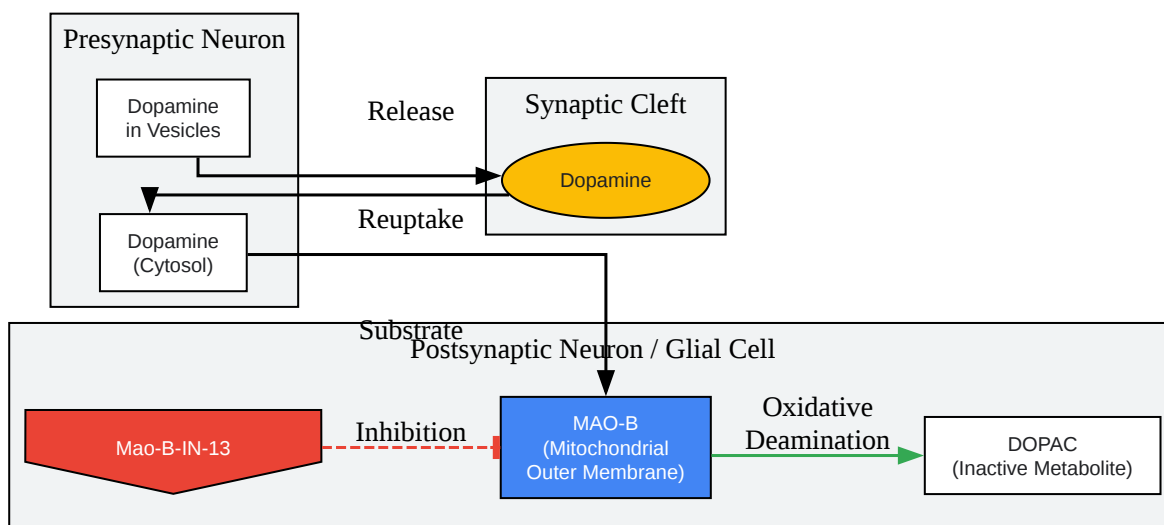 Presynaptic Neuron
Dopamine
in Vesicles
Release
Synaptic Cleft
Dopamine
Reuptake
Dopamine
(Cytosol)
Substrate
Postsynaptic Neuron / Glial Cell
Mao-B-IN-13
Inhibition
MAO-B
(Mitochondrial
Outer Membrane)
Oxidative
Deamination
DOPAC
(Inactive Metabolite)